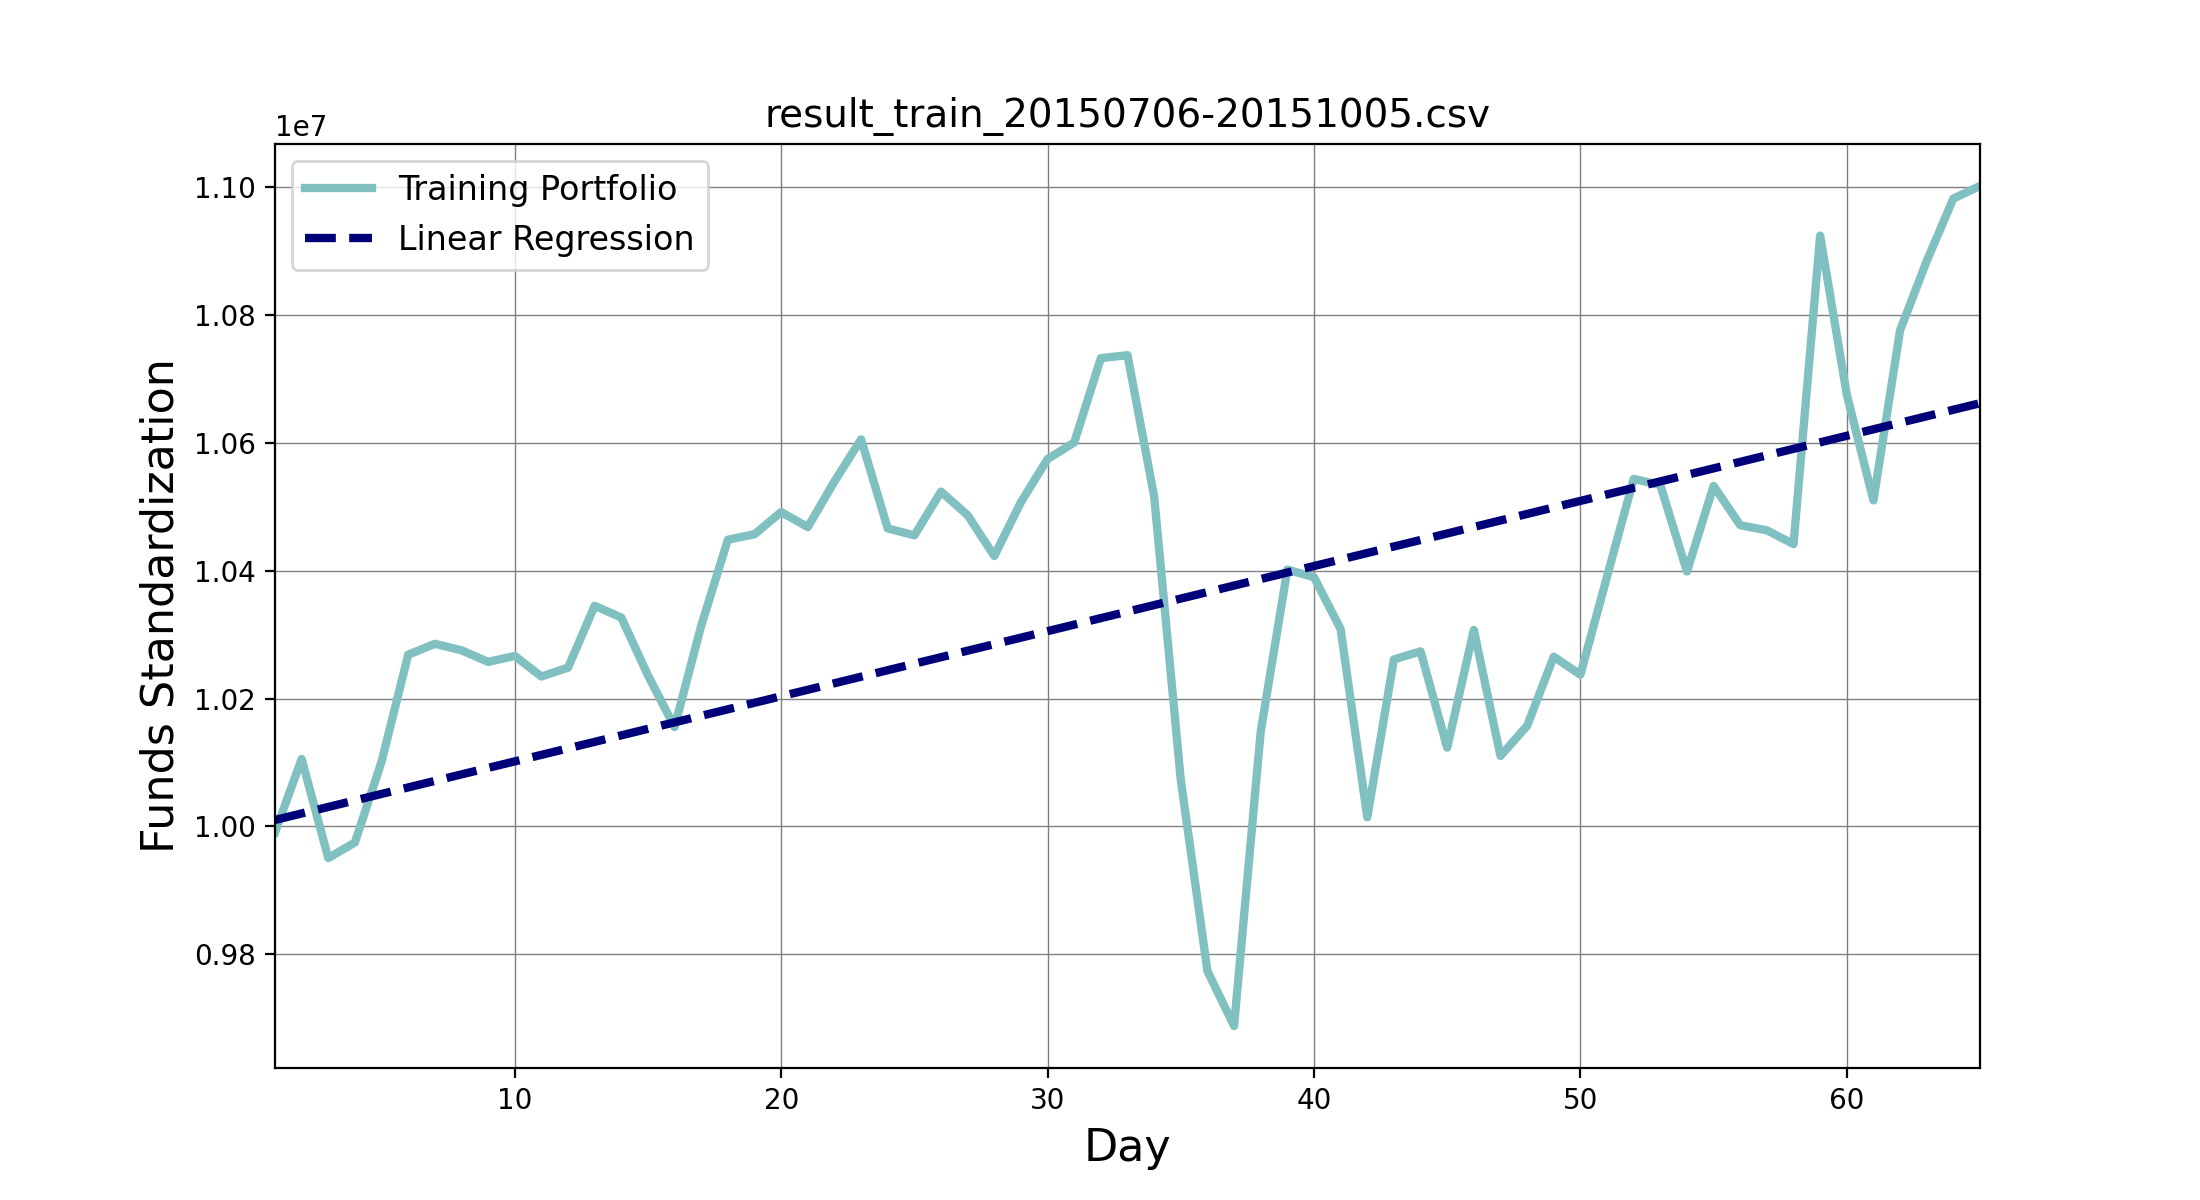 result_train_20150706-20151005.csv
1e7
Training Portfolio
Linear Regression
1.10
1.08
1.06
1.04
1.02
1.00
0.98
Funds Standardization
10 20 30 40 50 60
Day